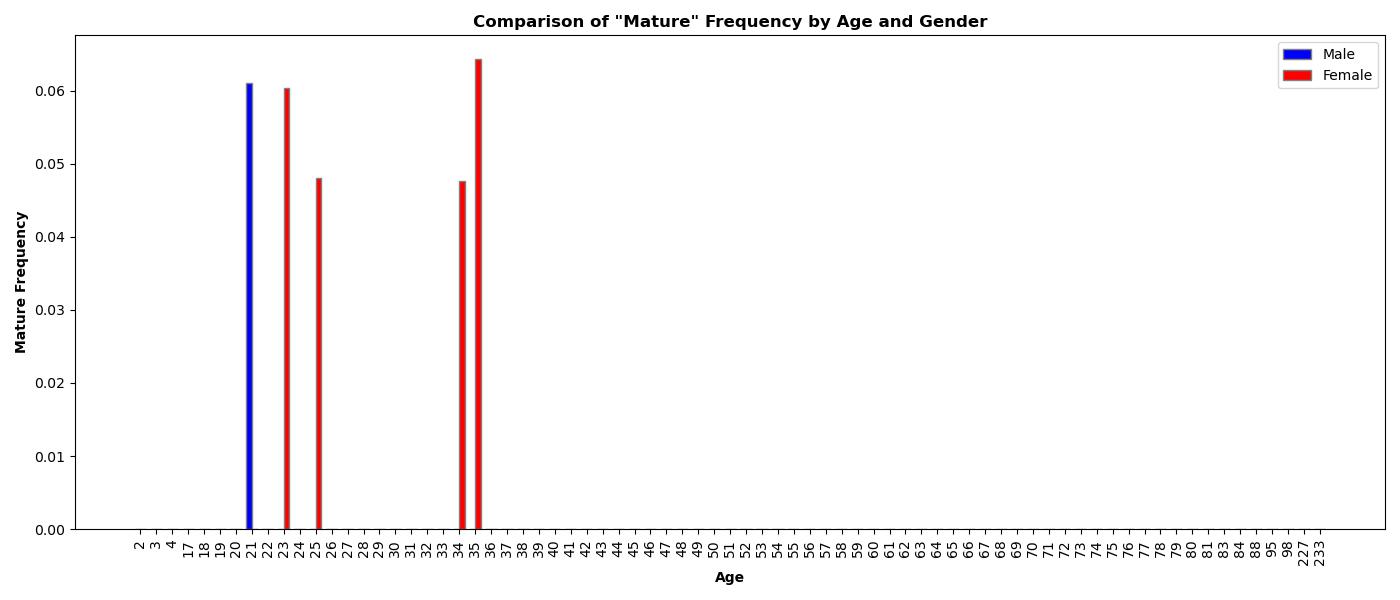 Comparison of "Mature" Frequency by Age and Gender
Male
Female
Mature Frequency
0.06
0.05
0.04
0.03
0.02
0.01
0.00
2 3 4 17 18 19 20 21 22 23 24 25 26 27 28 29 30 31 32 33 34 35 36 37 38 39 40 41 42 43 44 45 46 47 48 49 50 51 52 53 54 55 56 57 58 59 60 61 62 63 64 65 66 67 68 69 70 71 72 73 74 75 76 77 78 79 80 81 83 84 88 95 98 227 233
Age